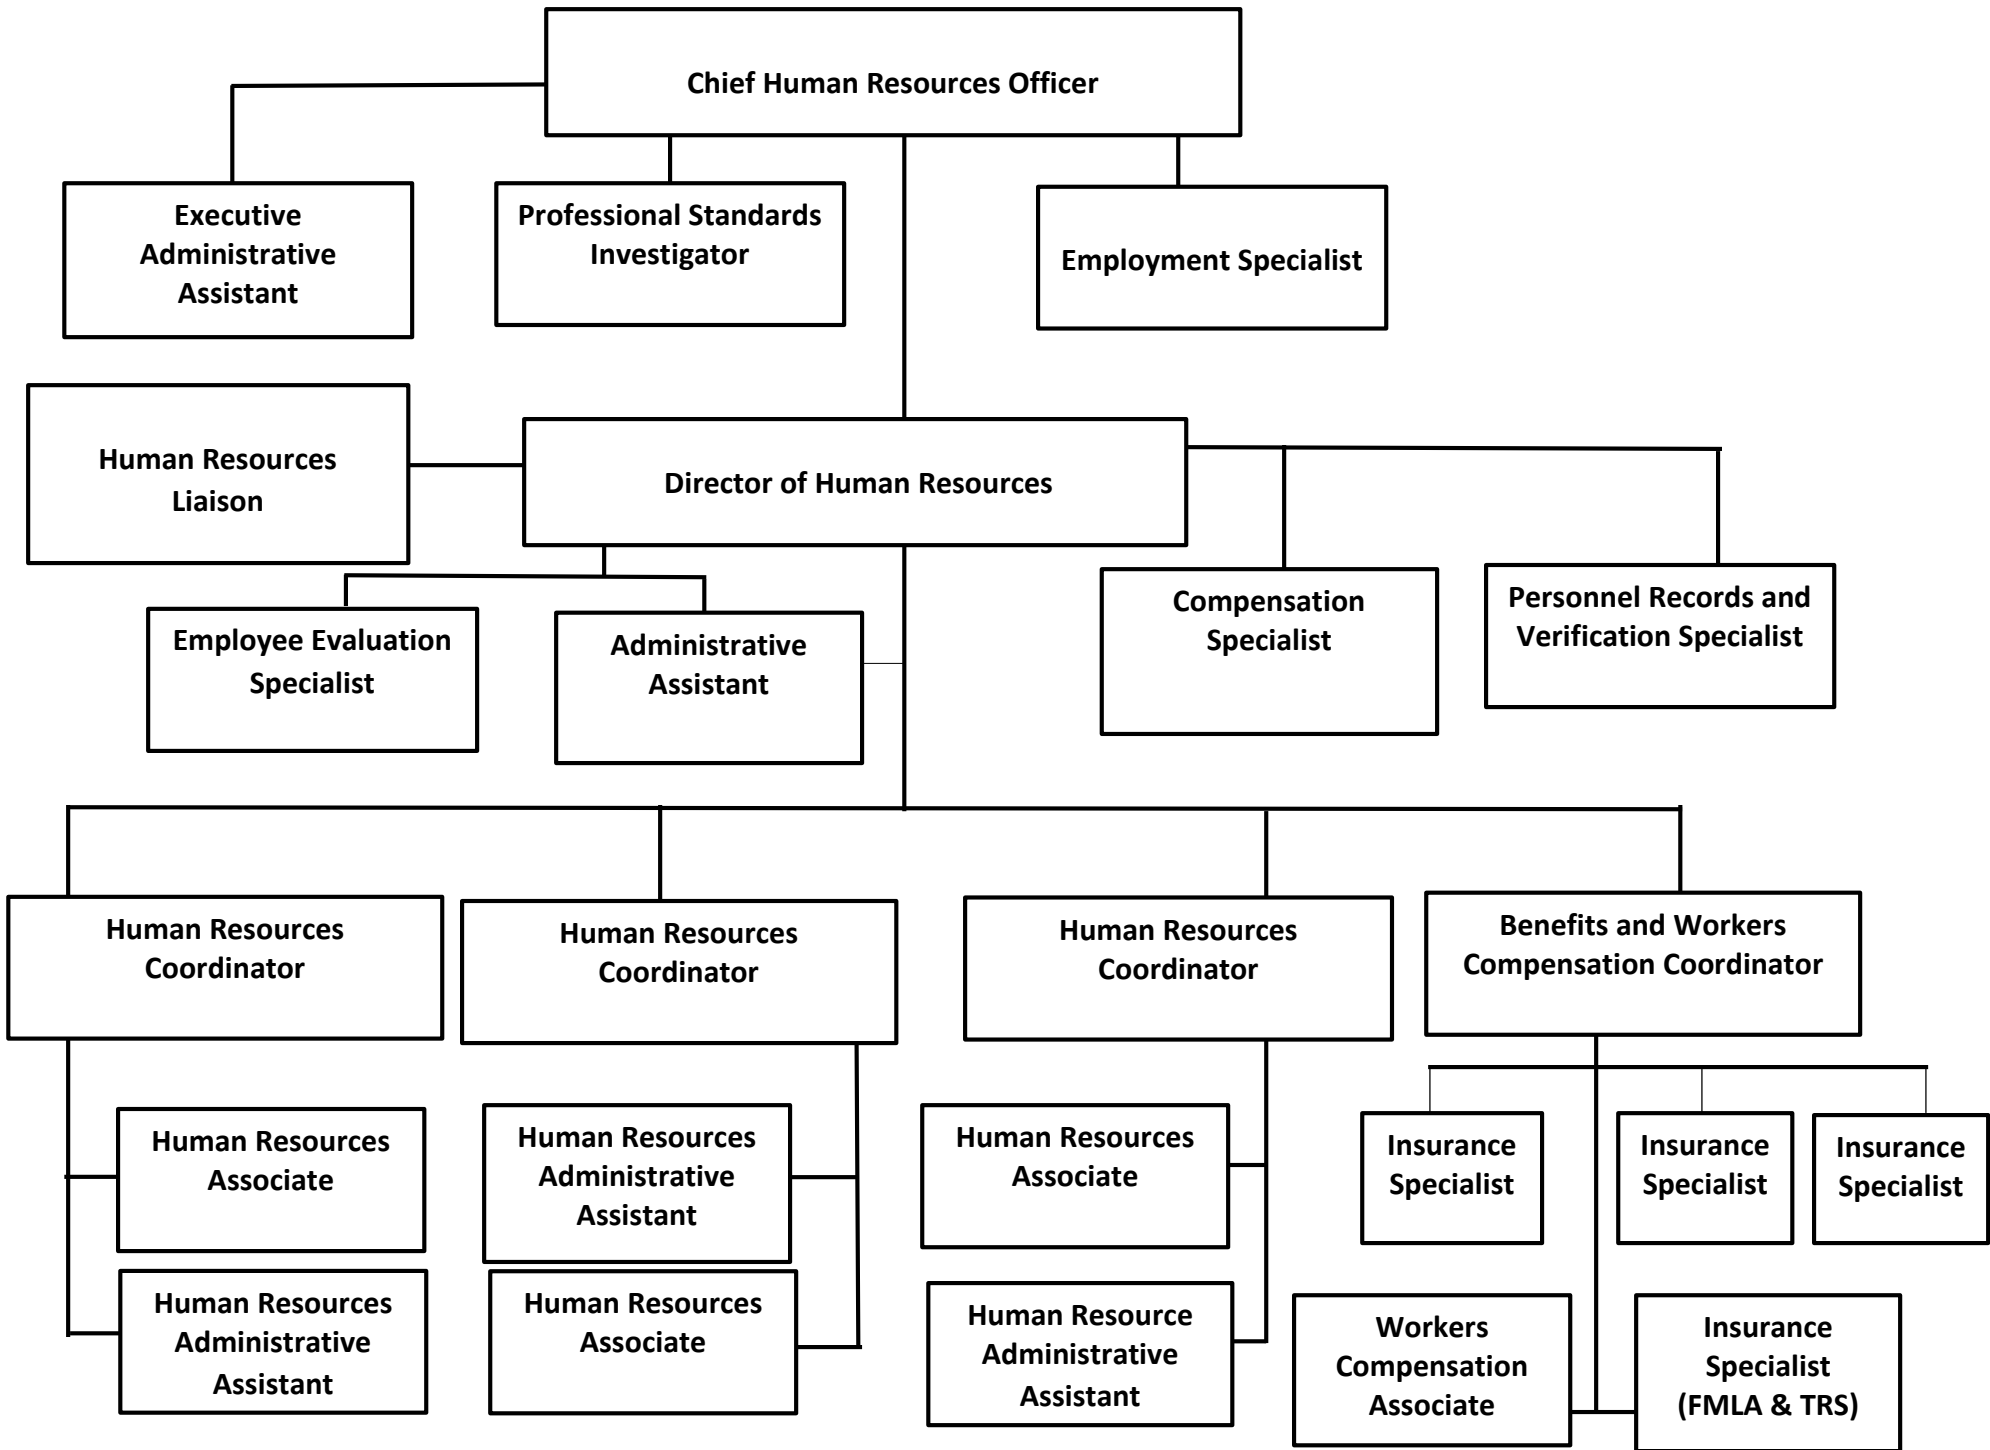 Chief Human Resources Officer
Executive
Administrative
Assistant
Professional Standards
Investigator
Employment Specialist
Human Resources
Liaison
Director of Human Resources
Employee Evaluation
Specialist
Administrative
Assistant
Compensation
Specialist
Personnel Records and
Verification Specialist
Human Resources
Coordinator
Human Resources
Coordinator
Human Resources
Coordinator
Benefits and Workers
Compensation Coordinator
Human Resources
Associate
Human Resources
Administrative
Assistant
Human Resources
Associate
Insurance
Specialist
Insurance
Specialist
Insurance
Specialist
Human Resources
Administrative
Assistant
Human Resources
Associate
Human Resource
Administrative
Assistant
Workers
Compensation
Associate
Insurance
Specialist
(FMLA & TRS)